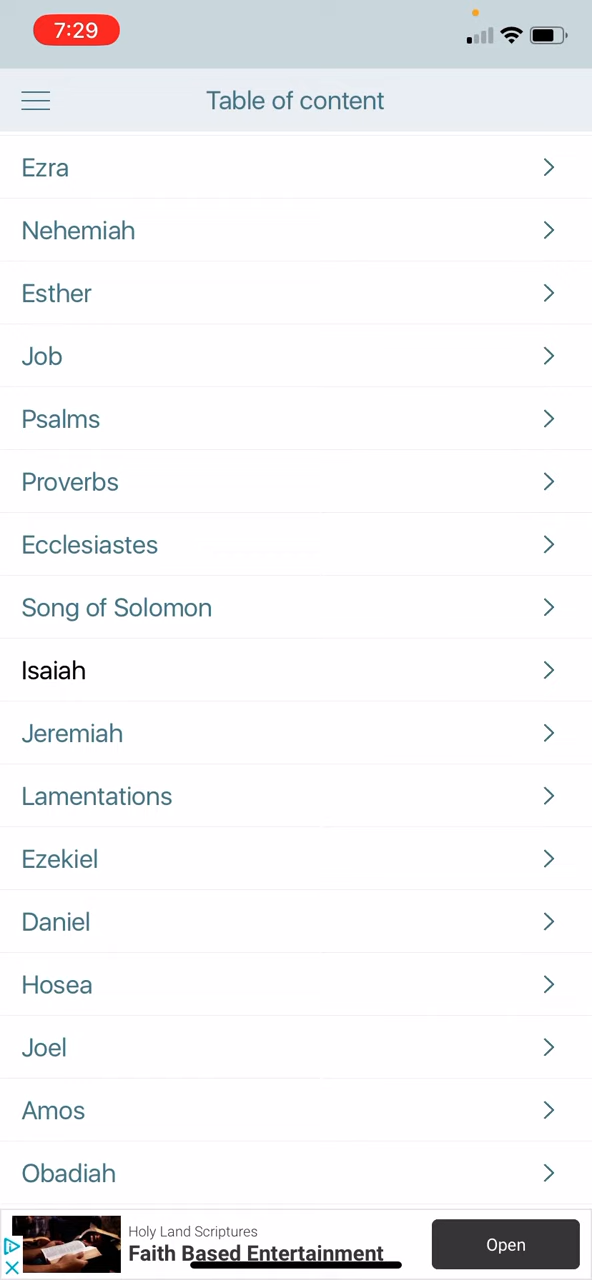 7:29
Table of content
Ezra
Nehemiah
Esther
Job
Psalms
Proverbs
Ecclesiastes
Song of Solomon
Isaiah
Jeremiah
Lamentations
Ezekiel
Daniel
Hosea
Joel
Amos
Obadiah
Holy Land Scriptures
Faith Based Entertainment
Open